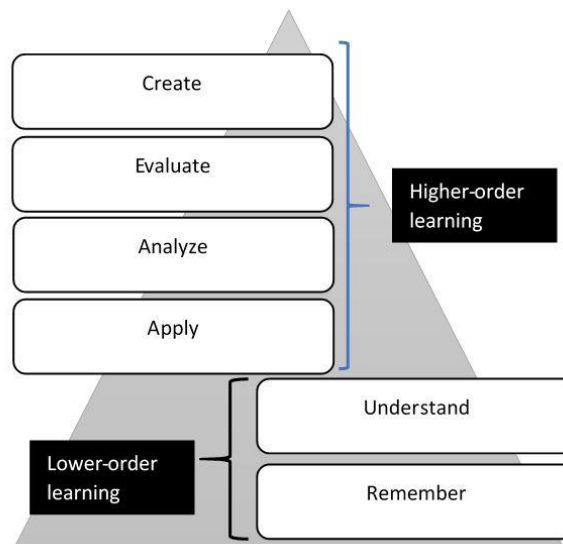 Create
Evaluate
Higher-order
learning
Analyze
Apply
Understand
Lower-order
learning
Remember